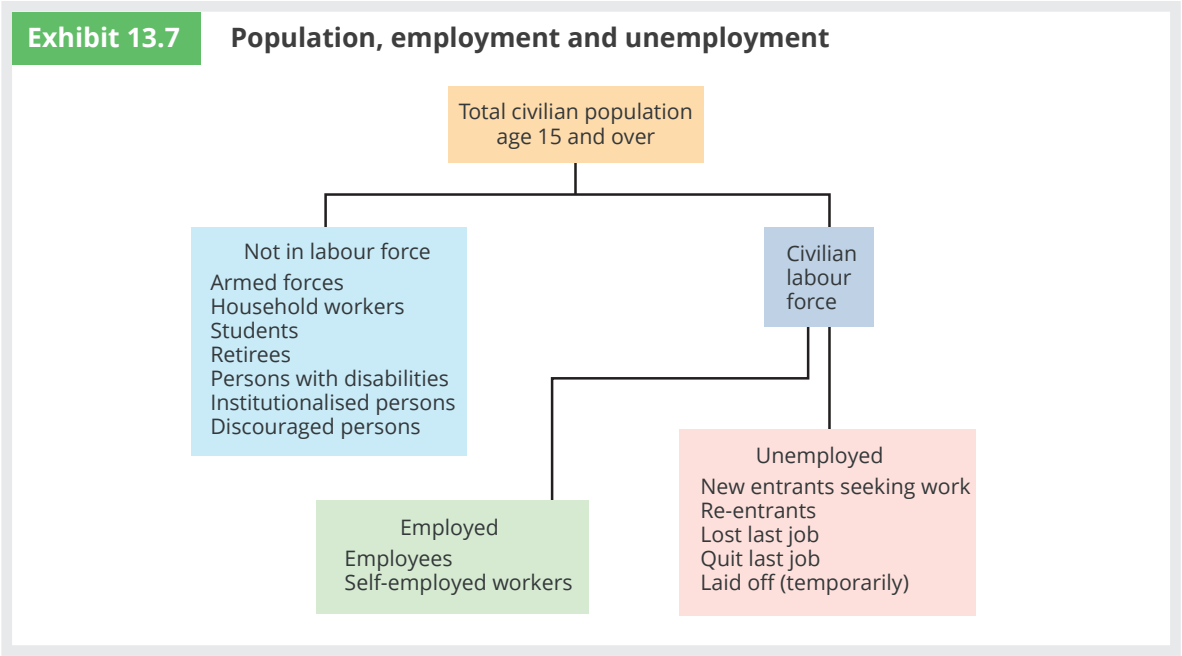 Exhibit 13.7 Population, employment and unemployment
Total civilian population
age 15 and over
Not in labour force
Armed forces
Household workers
Students
Retirees
Persons with disabilities
Institutionalised persons
Discouraged persons
Civilian
labour
force
Employed
Employees
Self-employed workers
Unemployed
New entrants seeking work
Re-entrants
Lost last job
Quit last job
Laid off (temporarily)